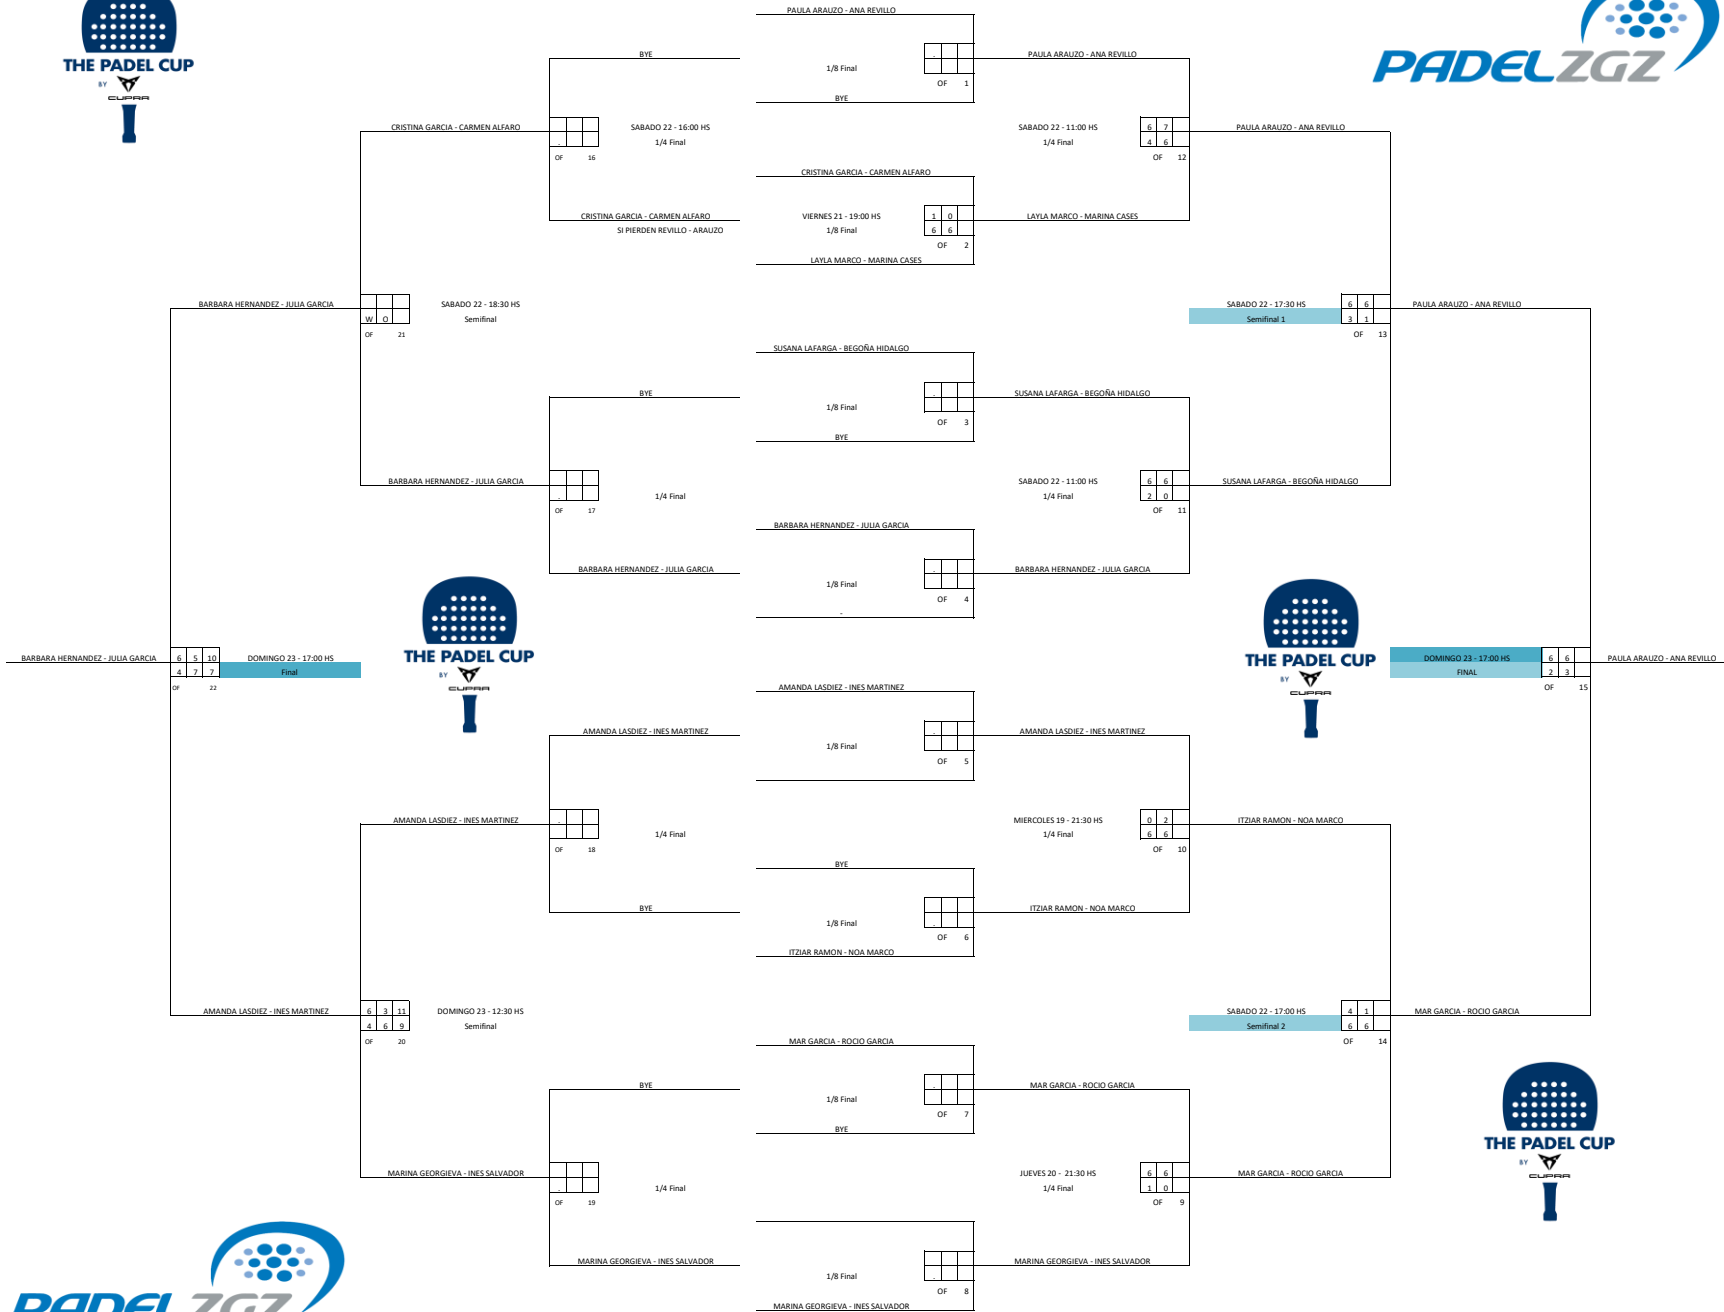 PAULA ARAUZO - ANA REVILLO
BYE
1/8 Final
.
PAULA ARAUZO - ANA REVILLO
OF 1
BYE
THE PADEL CUP
BY
CUPRA
PADELZGZ
CRISTINA GARCIA - CARMEN ALFARO
.
OF 16
SABADO 22 - 16:00 HS
1/4 Final
SABADO 22 - 11:00 HS
1/4 Final
6 7
4 6
OF 12
PAULA ARAUZO - ANA REVILLO
CRISTINA GARCIA - CARMEN ALFARO
CRISTINA GARCIA - CARMEN ALFARO
SI PIERDEN REVILLO - ARAUZO
VIERNES 21 - 19:00 HS
1/8 Final
1 0
6 6
OF 2
LAYLA MARCO - MARINA CASES
LAYLA MARCO - MARINA CASES
BARBARA HERNANDEZ - JULIA GARCIA
W O
OF 21
SABADO 22 - 18:30 HS
Semifinal
SABADO 22 - 17:30 HS
Semifinal 1
6 6
3 1
OF 13
PAULA ARAUZO - ANA REVILLO
SUSANA LAFARGA - BEGOÑA HIDALGO
BYE
1/8 Final
.
OF 3
SUSANA LAFARGA - BEGOÑA HIDALGO
BYE
BARBARA HERNANDEZ - JULIA GARCIA
.
OF 17
1/4 Final
SABADO 22 - 11:00 HS
1/4 Final
6 6
2 0
OF 11
SUSANA LAFARGA - BEGOÑA HIDALGO
BARBARA HERNANDEZ - JULIA GARCIA
BARBARA HERNANDEZ - JULIA GARCIA
1/8 Final
.
OF 4
BARBARA HERNANDEZ - JULIA GARCIA
-
THE PADEL CUP
BY
CUPRA
THE PADEL CUP
BY
CUPRA
BARBARA HERNANDEZ - JULIA GARCIA
6 5 10
4 7 7
OF 22
DOMINGO 23 - 17:00 HS
Final
DOMINGO 23 - 17:00 HS
FINAL
6 6
2 3
OF 15
PAULA ARAUZO - ANA REVILLO
AMANDA LASDIEZ - INES MARTINEZ
AMANDA LASDIEZ - INES MARTINEZ
1/8 Final
.
OF 5
AMANDA LASDIEZ - INES MARTINEZ
AMANDA LASDIEZ - INES MARTINEZ
.
OF 18
1/4 Final
MIERCOLES 19 - 21:30 HS
1/4 Final
0 2
6 6
OF 10
ITZIAR RAMON - NOA MARCO
BYE
BYE
1/8 Final
.
OF 6
ITZIAR RAMON - NOA MARCO
ITZIAR RAMON - NOA MARCO
AMANDA LASDIEZ - INES MARTINEZ
6 3 11
4 6 9
OF 20
DOMINGO 23 - 12:30 HS
Semifinal
SABADO 22 - 17:00 HS
Semifinal 2
4 1
6 6
OF 14
MAR GARCIA - ROCIO GARCIA
MAR GARCIA - ROCIO GARCIA
BYE
1/8 Final
.
OF 7
MAR GARCIA - ROCIO GARCIA
BYE
THE PADEL CUP
BY
CUPRA
MARINA GEORGIEVA - INES SALVADOR
.
OF 19
1/4 Final
JUEVES 20 - 21:30 HS
1/4 Final
6 6
1 0
OF 9
MAR GARCIA - ROCIO GARCIA
MARINA GEORGIEVA - INES SALVADOR
1/8 Final
.
OF 8
MARINA GEORGIEVA - INES SALVADOR
MARINA GEORGIEVA - INES SALVADOR
PADELZGZ